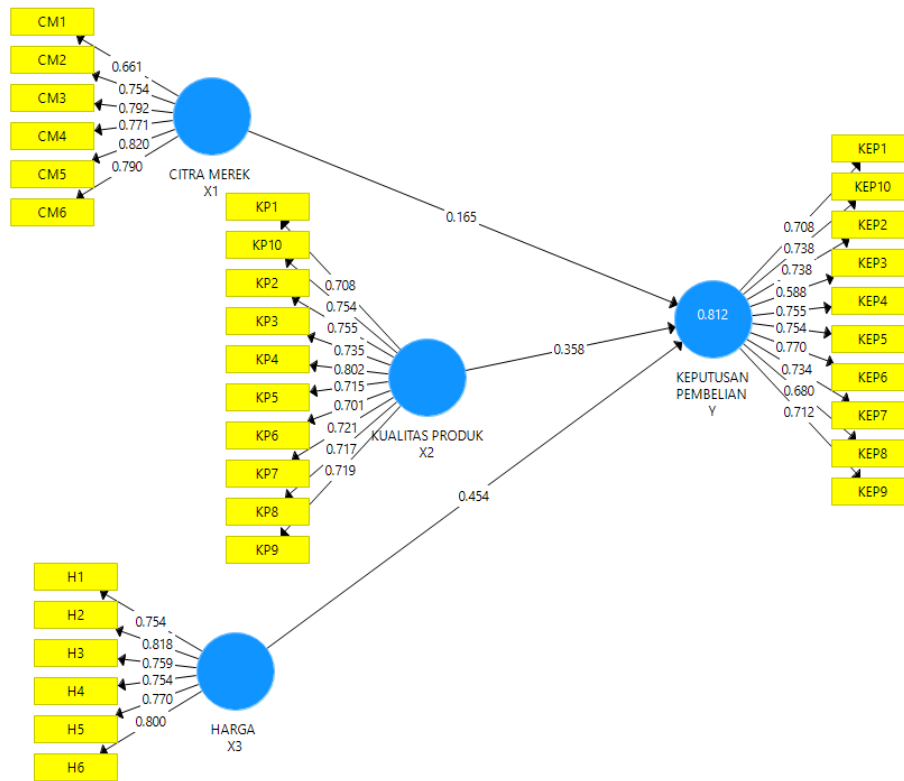 CM1
CM2
CM3
CM4
CM5
CM6
0.661
0.754
0.792
0.771
0.820
0.790
CITRA MEREK
X1
0.165
KP1
KP10
KP2
KP3
KP4
KP5
KP6
KP7
KP8
KP9
0.708
0.754
0.755
0.735
0.802
0.715
0.701
0.721
0.717
0.719
KUALITAS PRODUK
X2
0.358
H1
H2
H3
H4
H5
H6
0.754
0.818
0.759
0.754
0.770
0.800
HARGA
X3
0.454
0.812
KEPUTUSAN
PEMBELIAN
Y
0.708
0.738
0.738
0.588
0.755
0.754
0.770
0.734
0.680
0.712
KEP1
KEP10
KEP2
KEP3
KEP4
KEP5
KEP6
KEP7
KEP8
KEP9